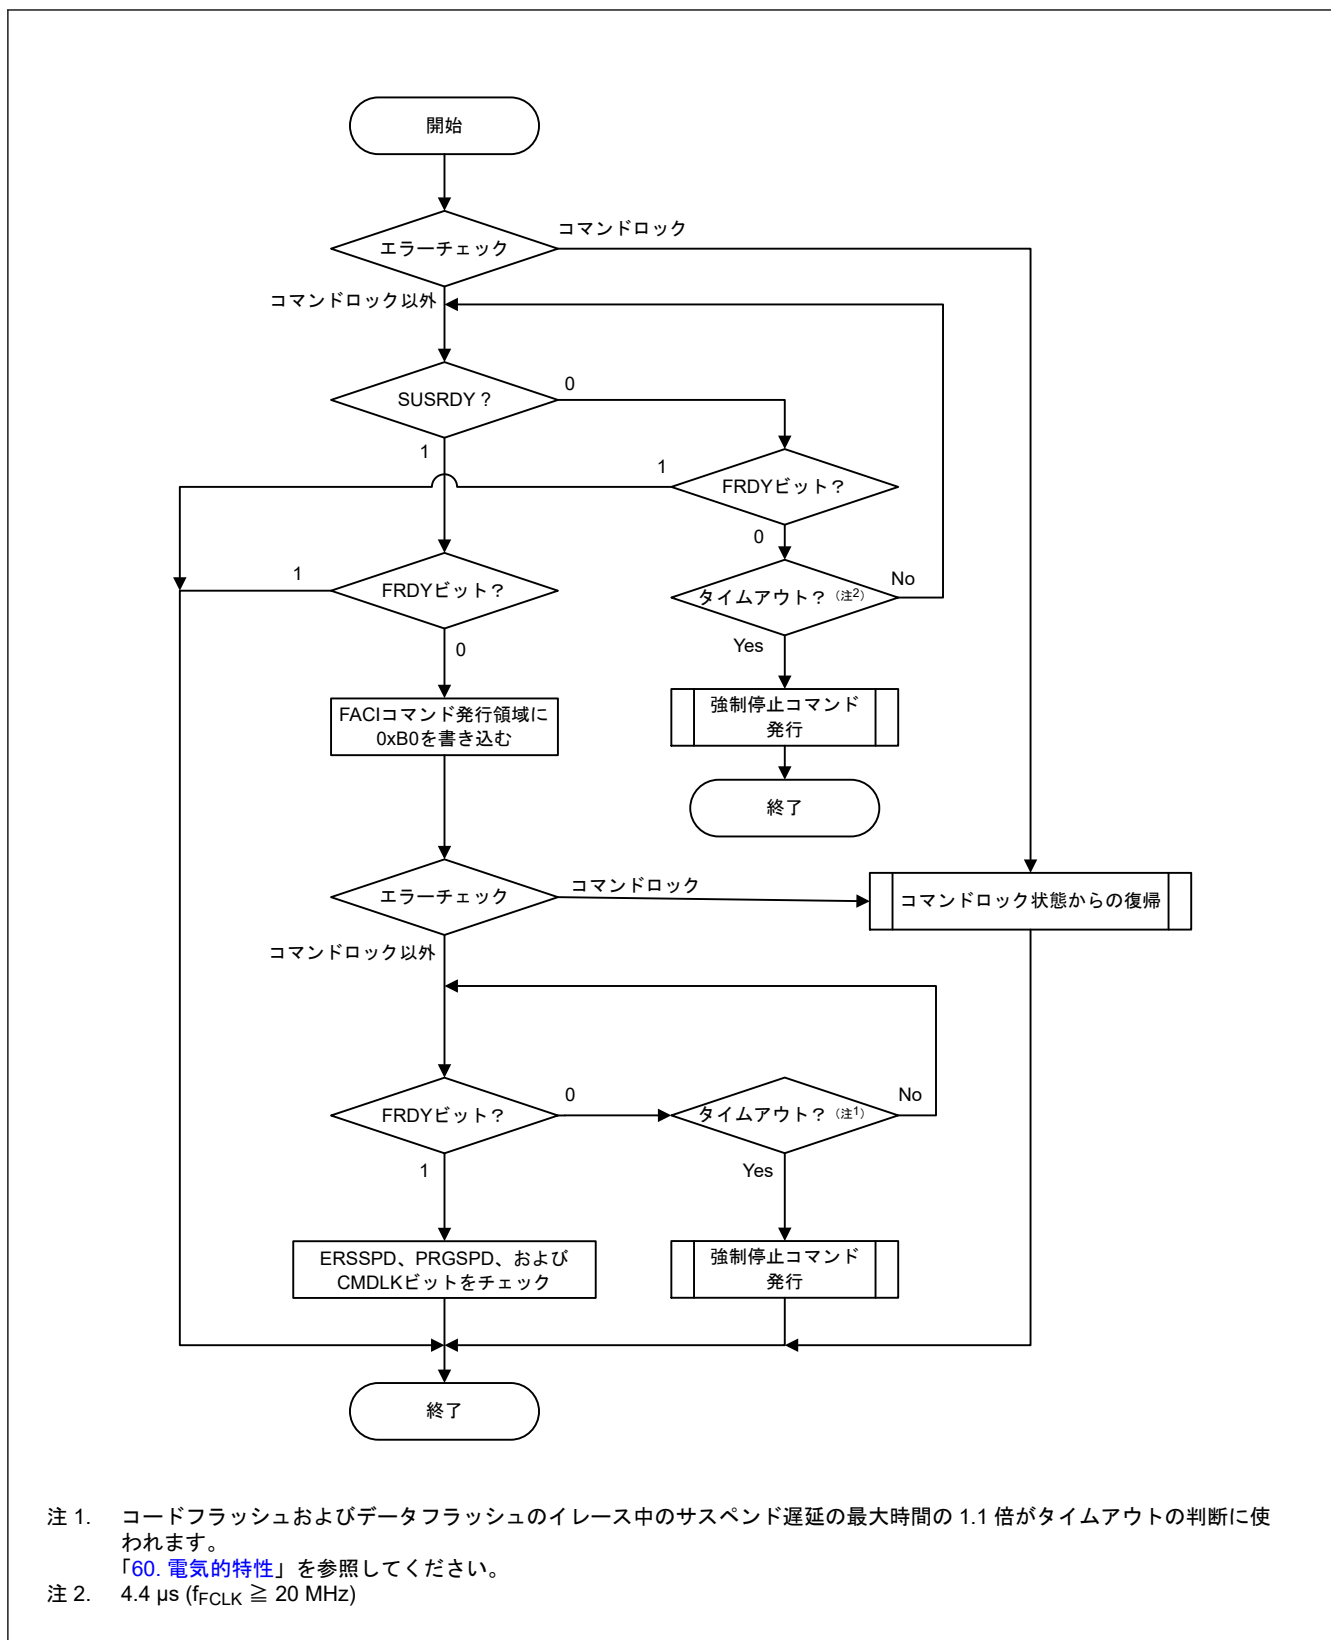 開始
エラーチェック
コマンドロック
コマンドロック以外
SUSRDY？
0
1
FRDYビット？
1
0
FRDYビット？
1
0
タイムアウト？（注2）
No
Yes
強制停止コマンド
発行
終了
FACIコマンド発行領域に
0xB0を書き込む
エラーチェック
コマンドロック
コマンドロック状態からの復帰
コマンドロック以外
FRDYビット？
0
1
タイムアウト？（注1）
No
Yes
ERSSPD、PRGSPD、および
CMDLKビットをチェック
強制停止コマンド
発行
終了
注 1. コードフラッシュおよびデータフラッシュのイレース中のサスペンド遅延の最大時間の 1.1 倍がタイムアウトの判断に使
われます。
「60. 電気的特性」を参照してください。
注 2. 4.4 µs (fFCLK ≧ 20 MHz)